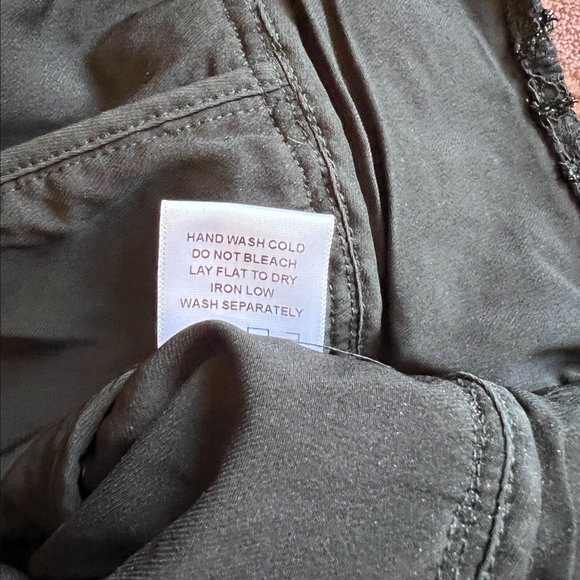 HAND WASH COLD
DO NOT BLEACH
LAY FLAT TO DRY
IRON LOW
WASH SEPARATELY